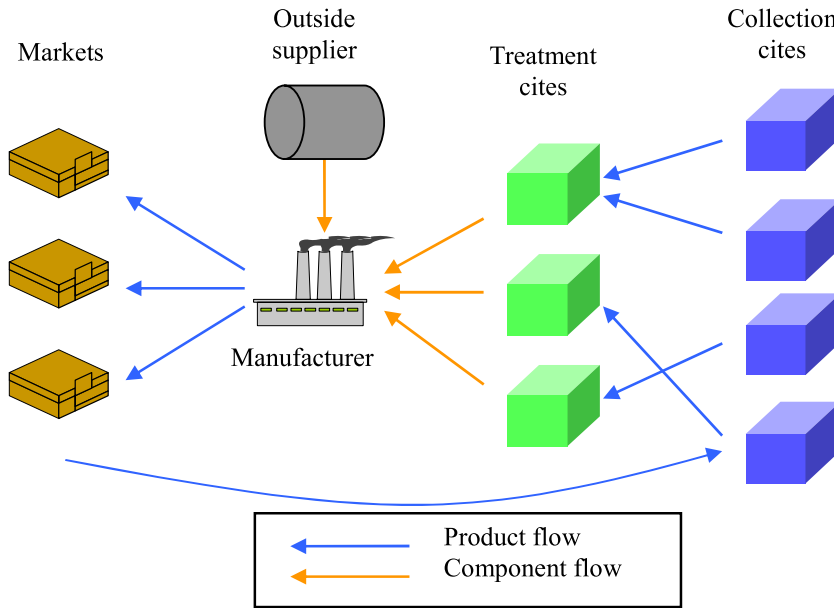 Markets
Outside
supplier
Treatment
cites
Collection
cites
Manufacturer
Product flow
Component flow